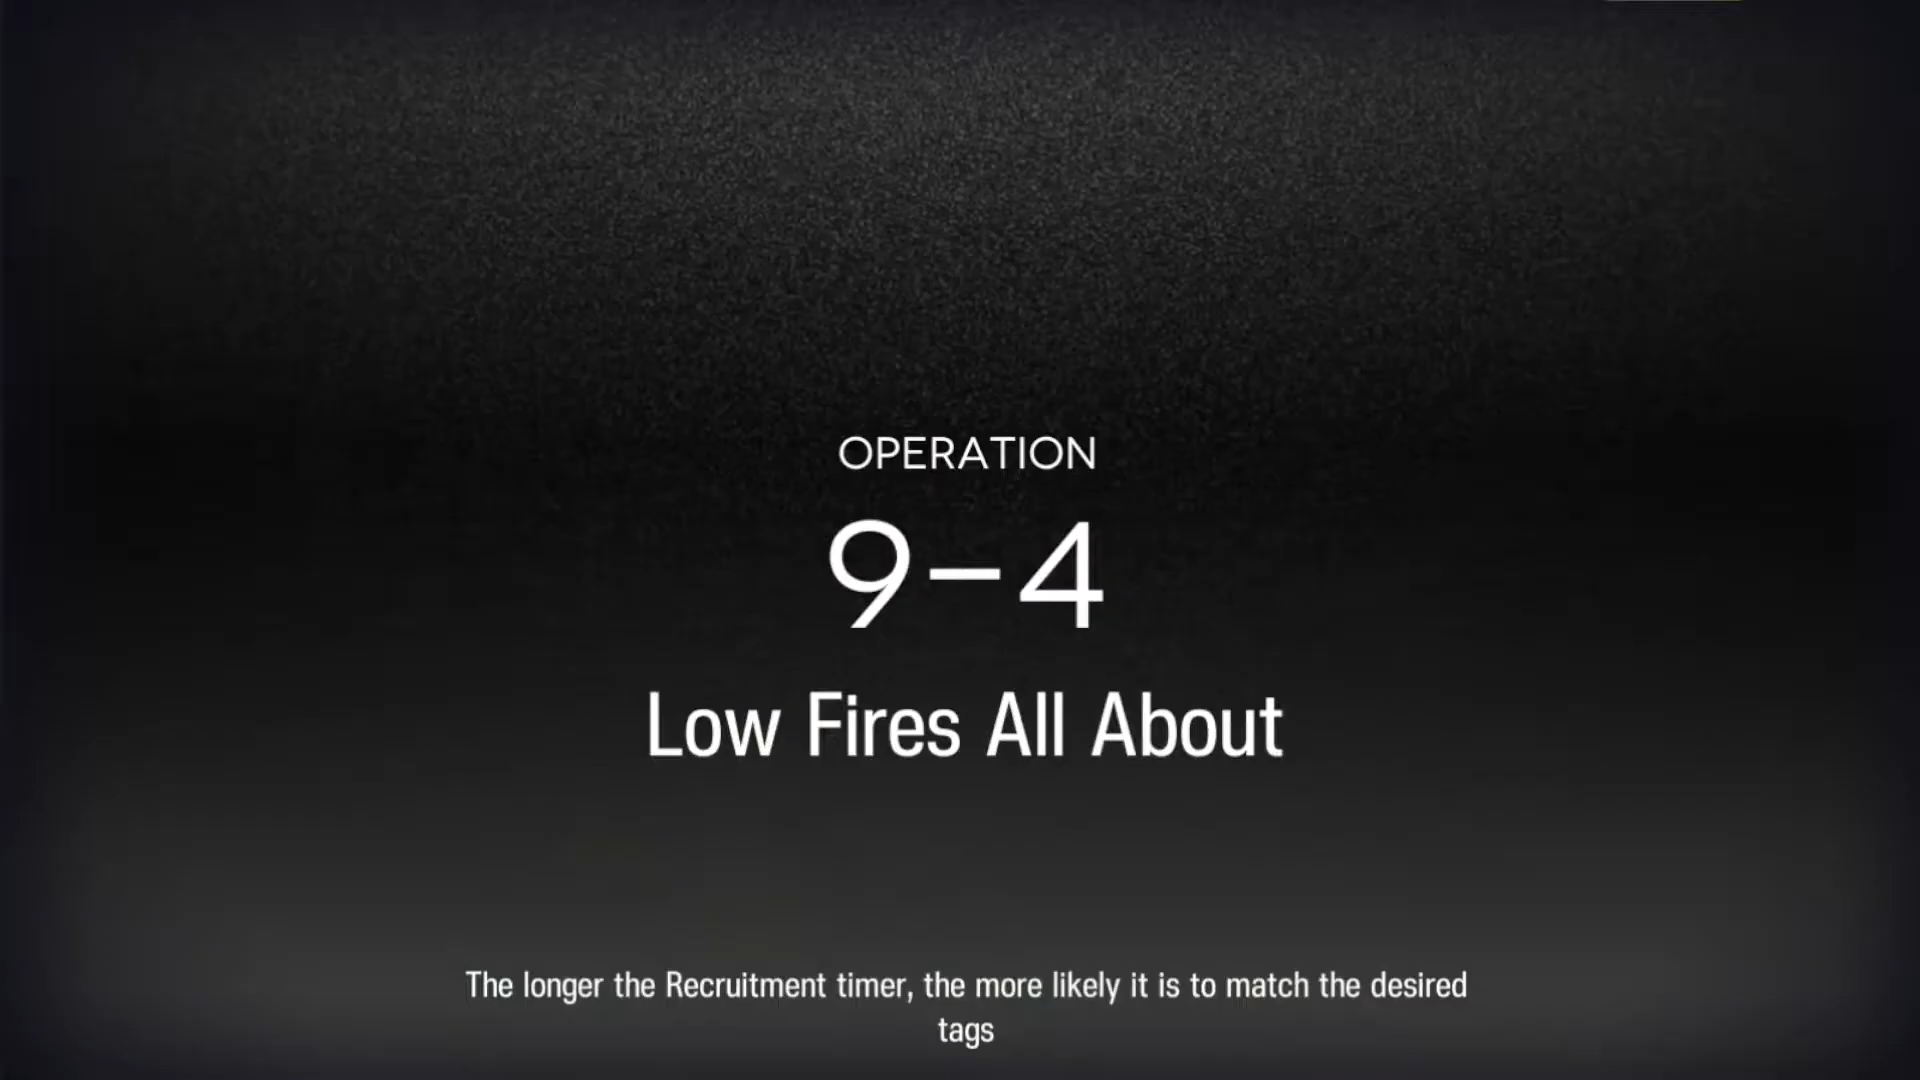 OPERATION
9-4
Low Fires All About
The longer the Recruitment timer, the more likely it is to match the desired
tags